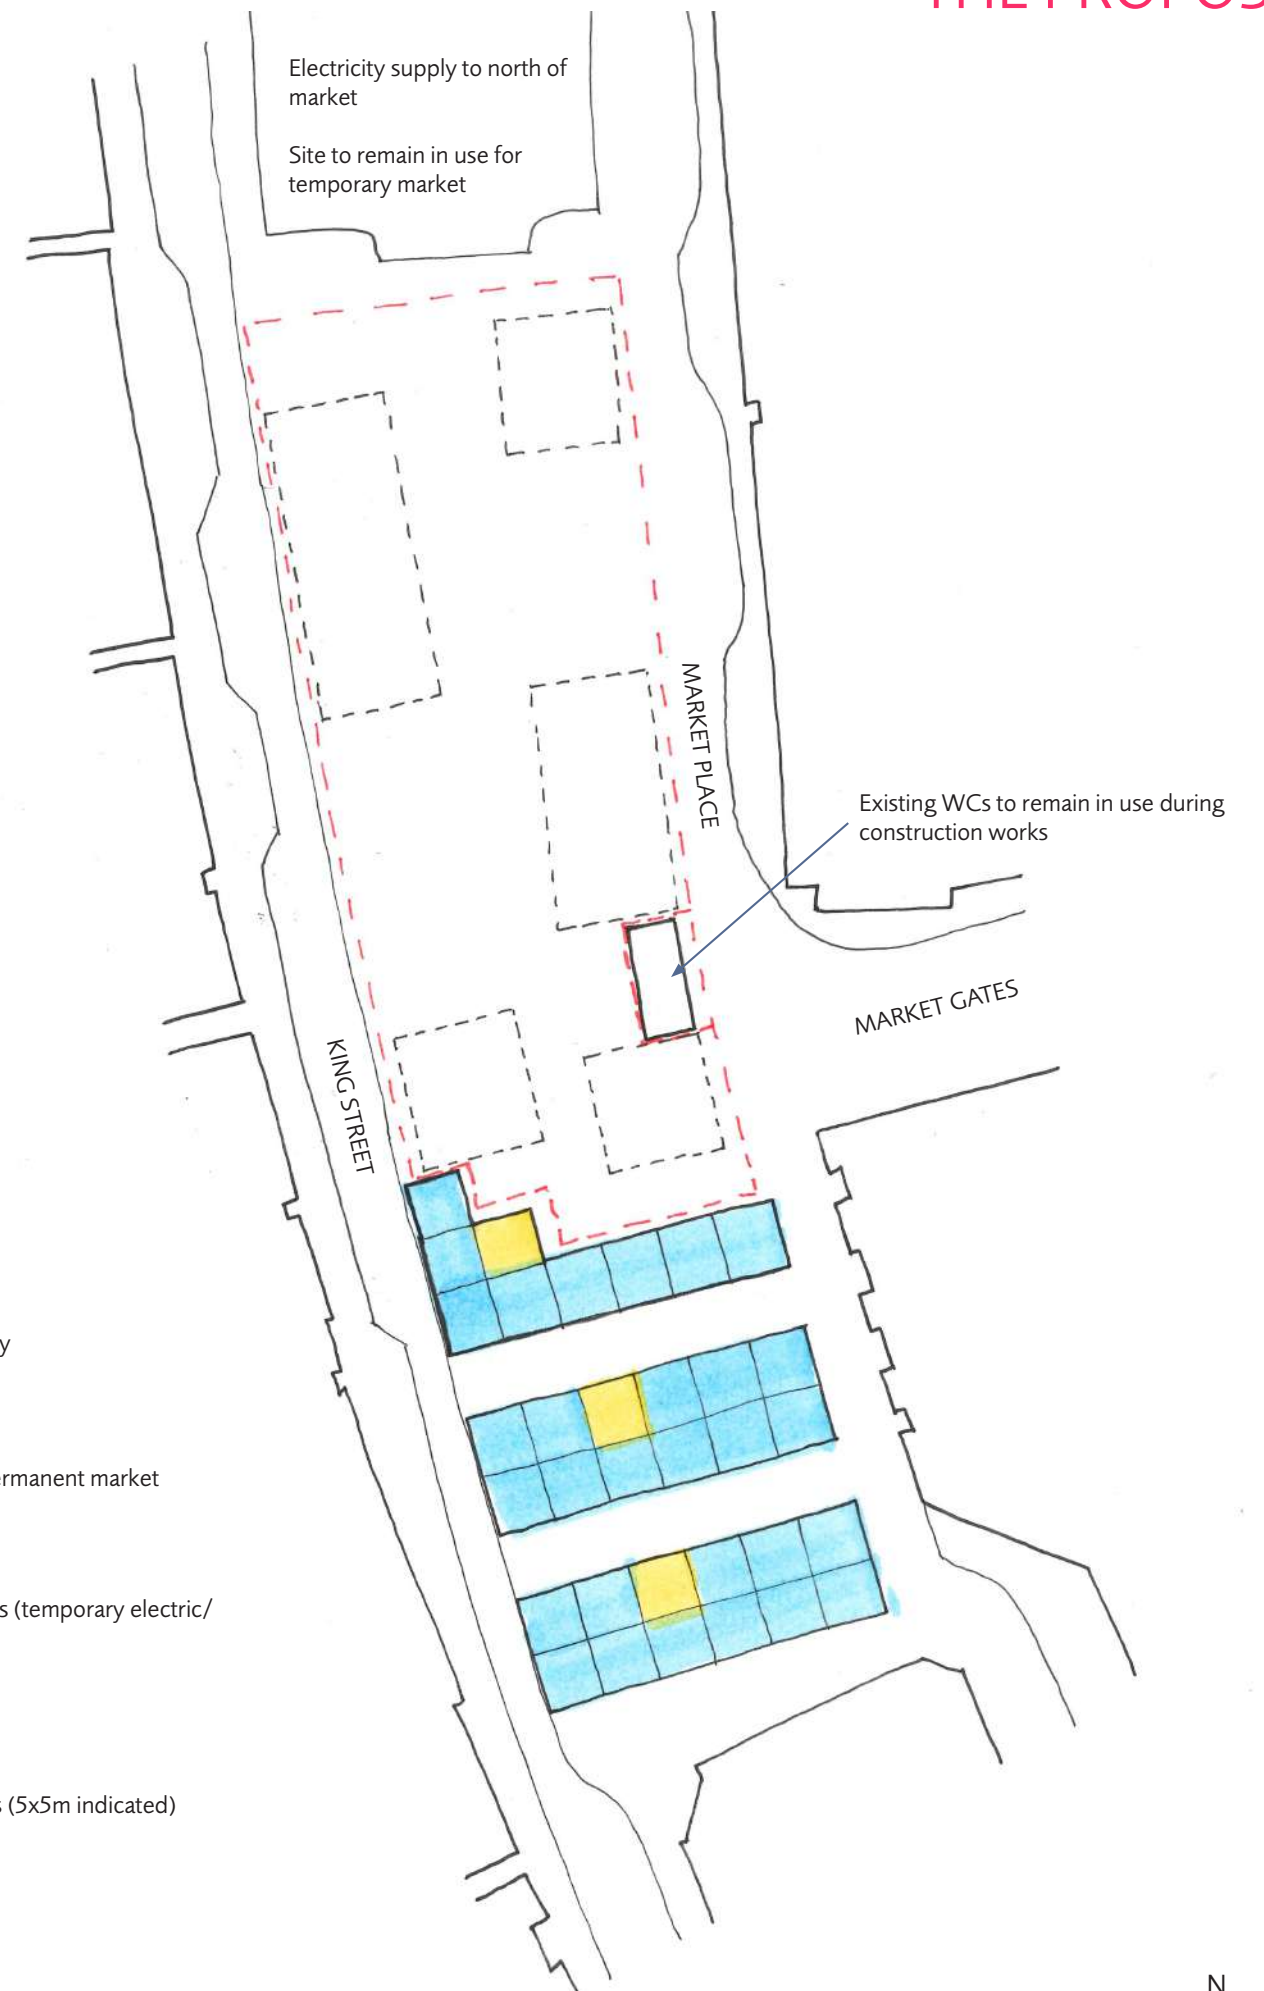 Electricity supply to north of
market
Site to remain in use for
temporary market
MARKET PLACE
Existing WCs to remain in use during
construction works
MARKET GATES
KING STREET
market
(temporary electric/
(5x5m indicated)
N